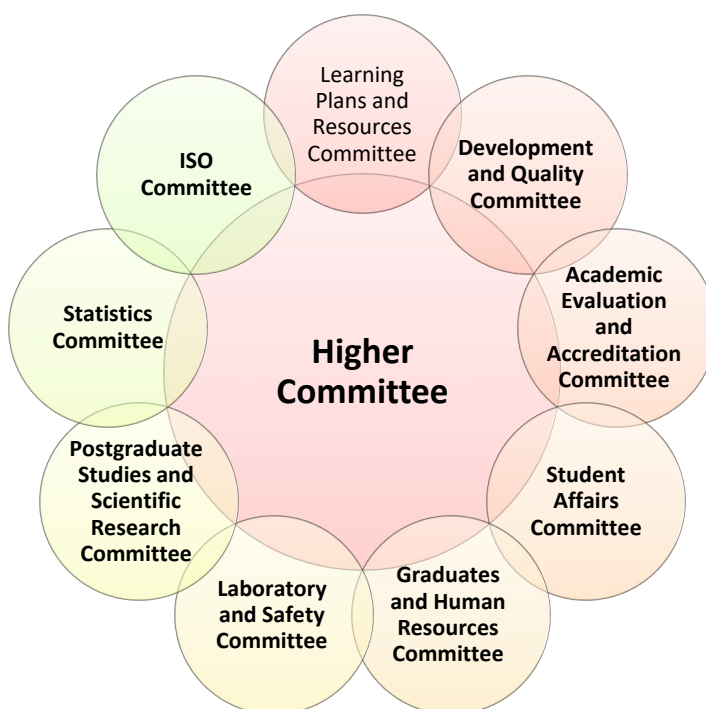 Learning
Plans and
Resources
Committee
Development
and Quality
Committee
Academic
Evaluation
and
Accreditation
Committee
Student
Affairs
Committee
Graduates
and Human
Resources
Committee
Laboratory
and Safety
Committee
Postgraduate
Studies and
Scientific
Research
Committee
Statistics
Committee
ISO
Committee
Higher
Committee